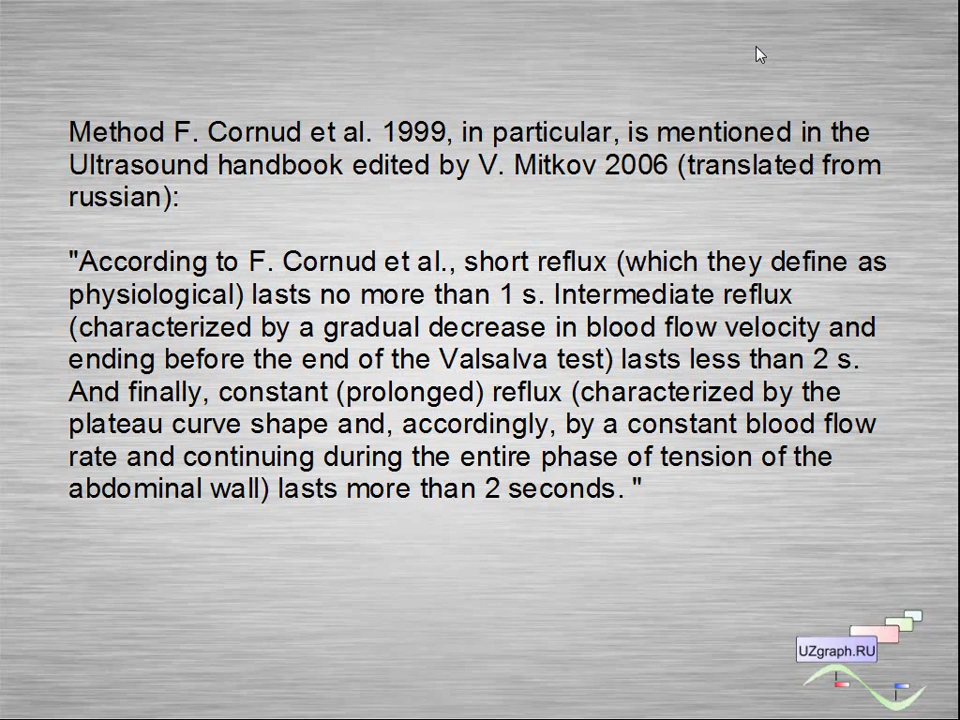 Method F. Cornud et al. 1999, in particular, is mentioned in the
Ultrasound handbook edited by V. Mitkov 2006 (translated from
russian):
"According to F. Cornud et al., short reflux (which they define as
physiological) lasts no more than 1 s. Intermediate reflux
(characterized by a gradual decrease in blood flow velocity and
ending before the end of the Valsalva test) lasts less than 2 s.
And finally, constant (prolonged) reflux (characterized by the
plateau curve shape and, accordingly, by a constant blood flow
rate and continuing during the entire phase of tension of the
abdominal wall) lasts more than 2 seconds. "
UZgraph.RU